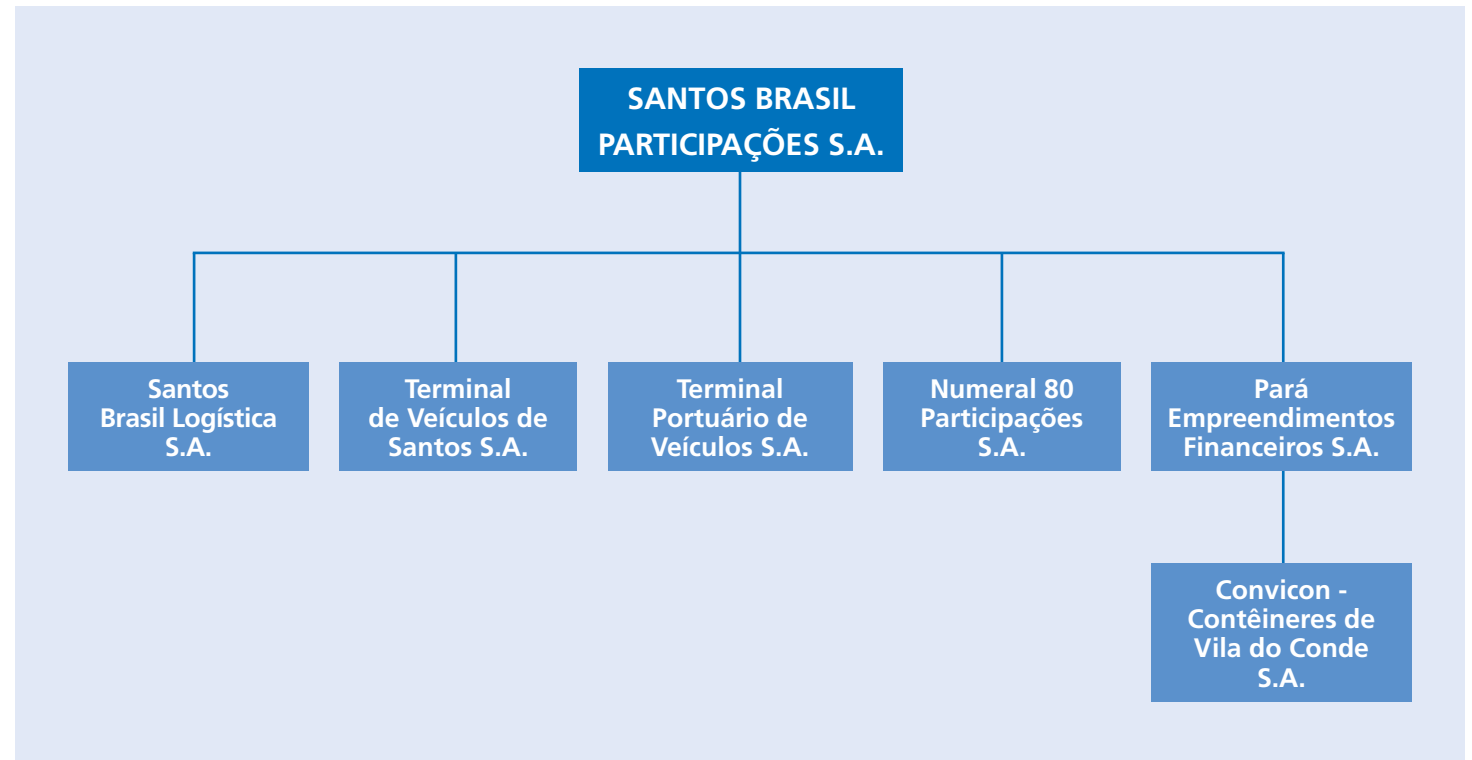 SANTOS BRASIL
PARTICIPAÇÕES S.A.
Santos
Brasil Logística
S.A.
Terminal
de Veículos de
Santos S.A.
Terminal
Portuário de
Veículos S.A.
Numeral 80
Participações
S.A.
Pará
Empreendimentos
Financeiros S.A.
Convicon -
Contêineres de
Vila do Conde
S.A.